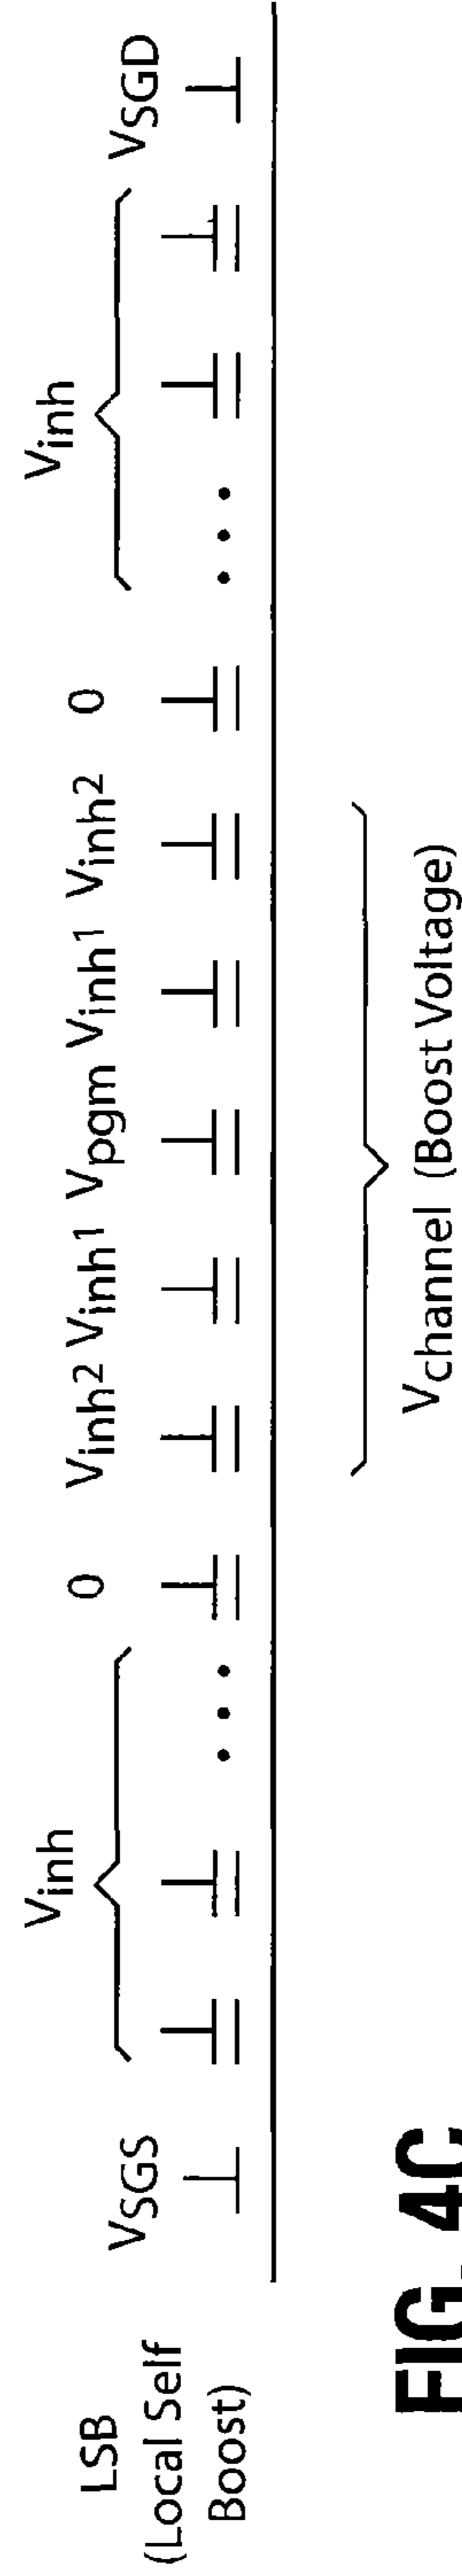 LSB
(Local Self
Boost)
VSGS
Vinh
0
Vinh2 Vinh1 Vpgm Vinh1 Vinh2
0
Vinh
VSGD
Vchannel (Boost Voltage)
FIG. 4C